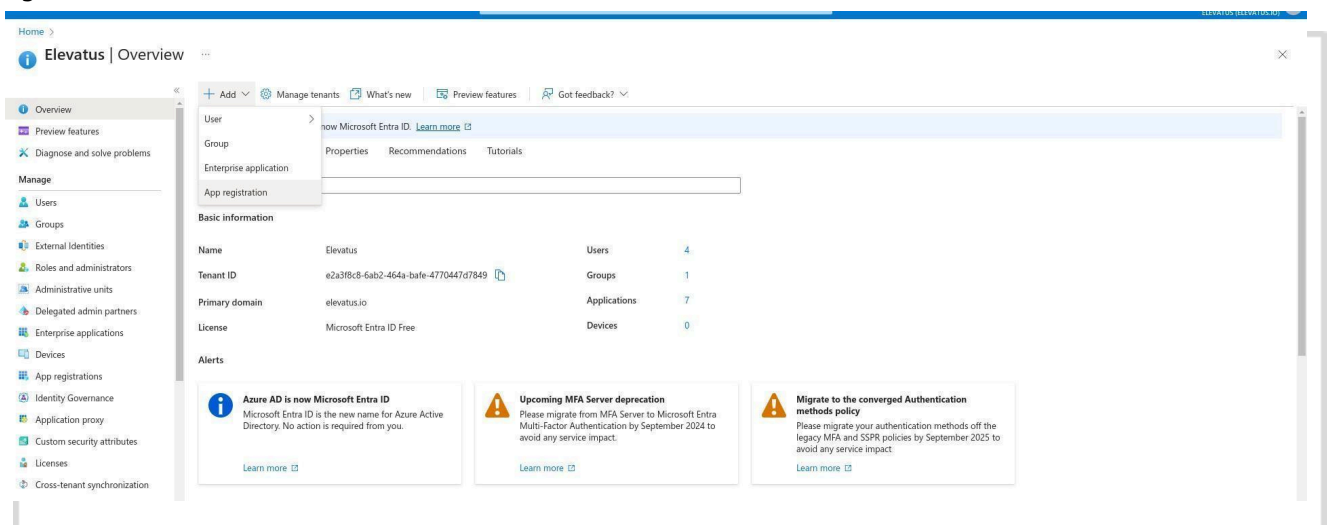 ELEVATUS (ELEVATUS.IO)
Home >
Elevatus | Overview ...
+ Add Manage tenants What's new Preview features Got feedback?
Overview
Preview features
Diagnose and solve problems
Manage
Users
Groups
External Identities
Roles and administrators
Administrative units
Delegated admin partners
Enterprise applications
Devices
App registrations
Identity Governance
Application proxy
Custom security attributes
Licenses
Cross-tenant synchronization
User >
Group
Enterprise application
App registration
now Microsoft Entra ID. Learn more
Properties Recommendations Tutorials
Basic information
Name Elevatus Users 4
Tenant ID e2a3f8c8-6ab2-464a-bafe-4770447d7849 Groups 1
Primary domain elevatus.io Applications 7
License Microsoft Entra ID Free Devices 0
Alerts
Azure AD is now Microsoft Entra ID
Microsoft Entra ID is the new name for Azure Active
Directory. No action is required from you.
Learn more
Upcoming MFA Server deprecation
Please migrate from MFA Server to Microsoft Entra
Multi-Factor Authentication by September 2024 to
avoid any service impact.
Learn more
Migrate to the converged Authentication
methods policy
Please migrate your authentication methods off the
legacy MFA and SSPR policies by September 2025 to
avoid any service impact
Learn more